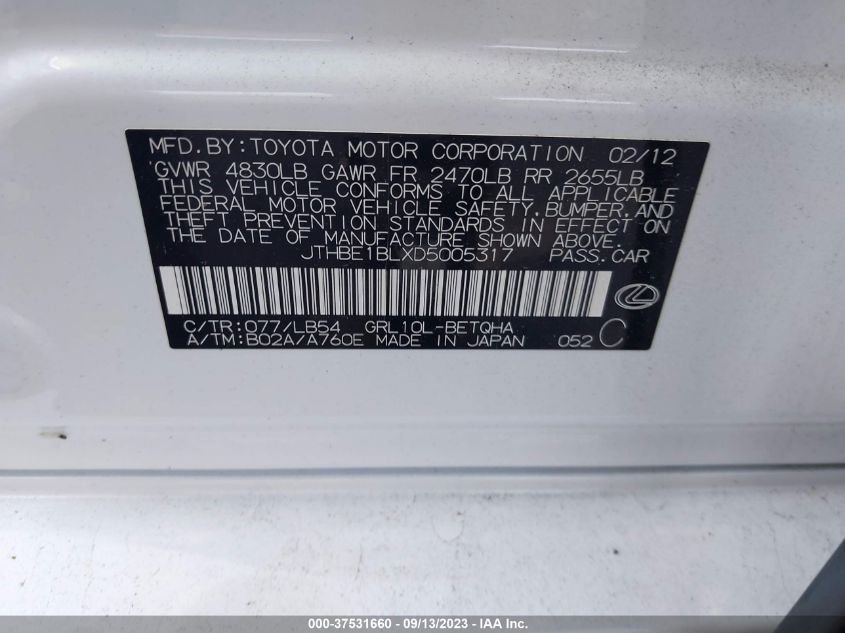 MFD.BY:TOYOTA MOTOR CORPORATION 02/12
GVWR 4830LB GAWR FR 2470LB RR 2655LB
THIS VEHICLE CONFORMS TO ALL APPLICABLE
FEDERAL MOTOR VEHICLE SAFETY,BUMPER,AND
THEFT PREVENTION STANDARDS IN EFFECT ON
THE DATE OF MANUFACTURE SHOWN ABOVE.
JTHBE1BLXD5005317 PASS.CAR
C/TR:077/LB54 GRL10L-BETQHA
A/TM:B02A/A760E MADE IN JAPAN 052 C
000-37531660 - 09/13/2023 - IAA Inc.